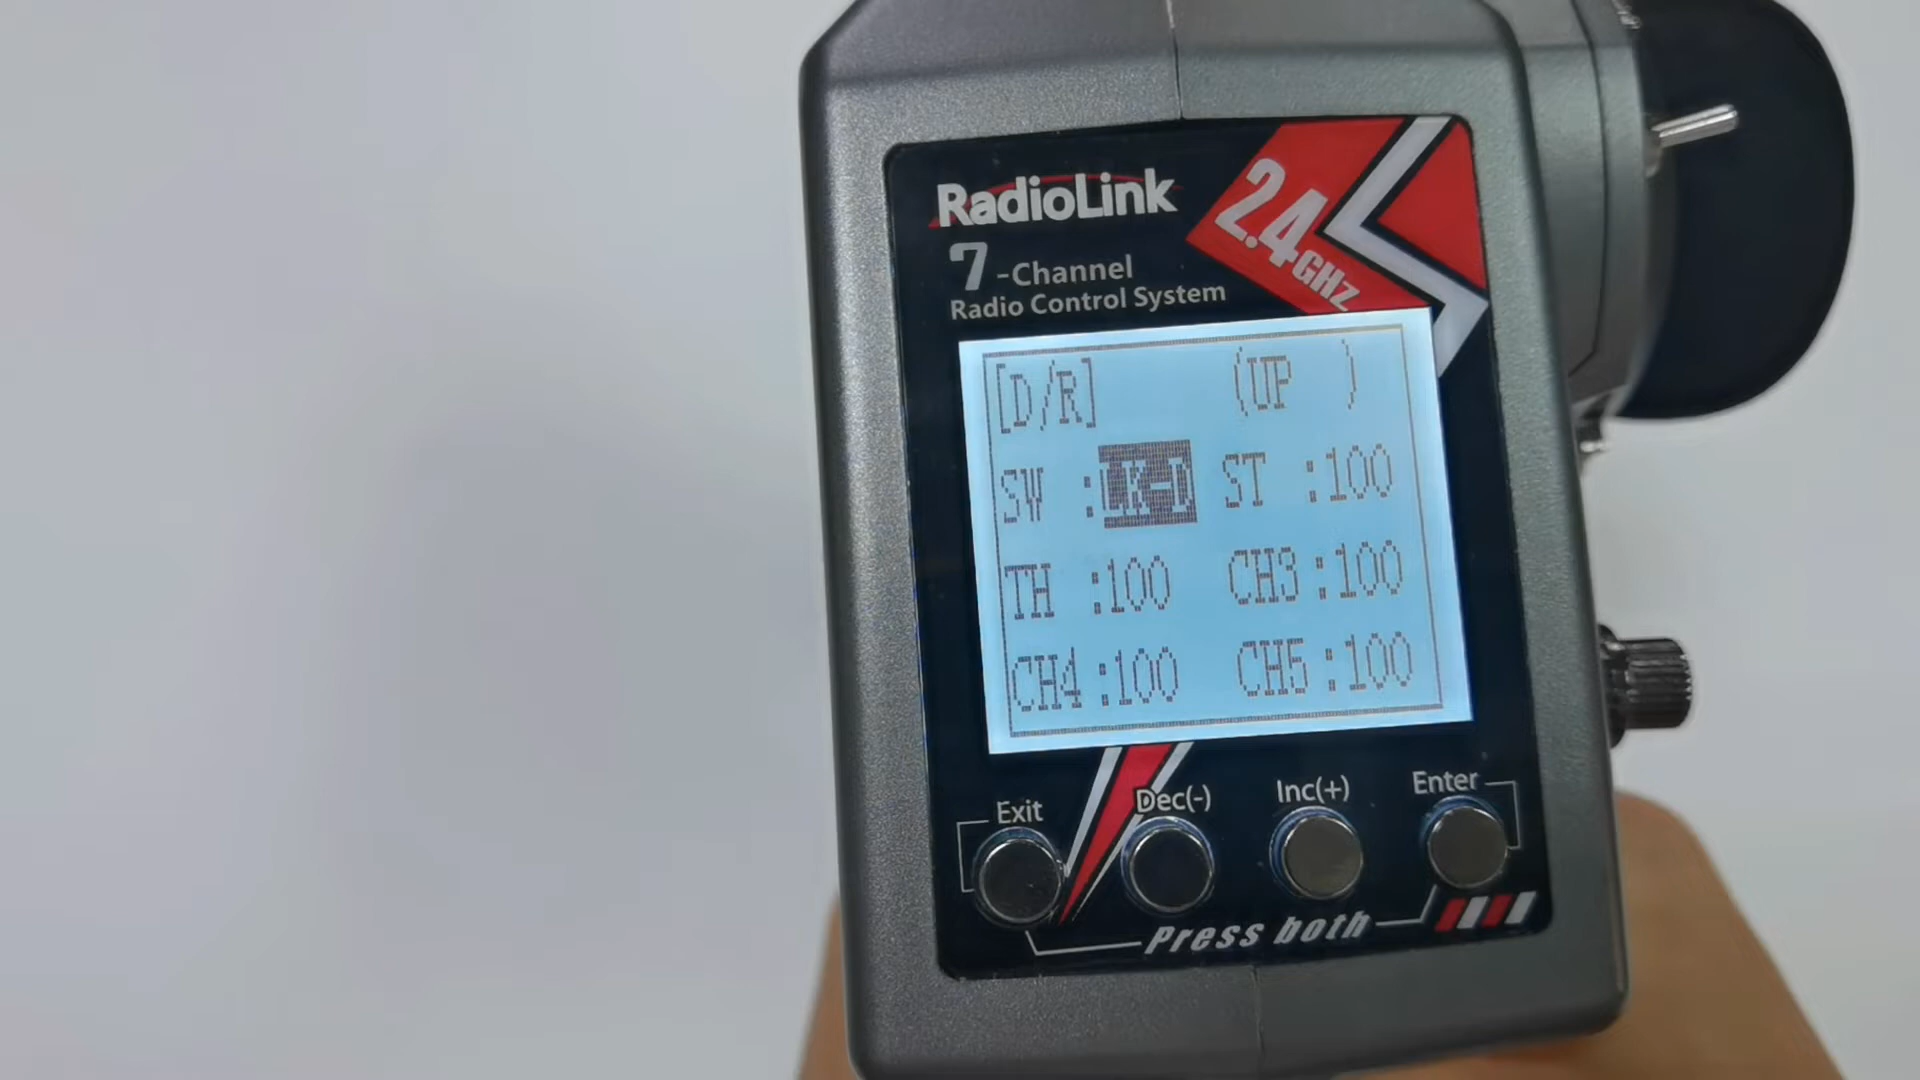 RadioLink
2.4GHz
7-Channel
Radio Control System
[D/R] (UP )
SW :LK-D ST :100
TH :100 CH3 :100
CH4 :100 CH5 :100
Exit Dec(-) Inc(+) Enter
Press both